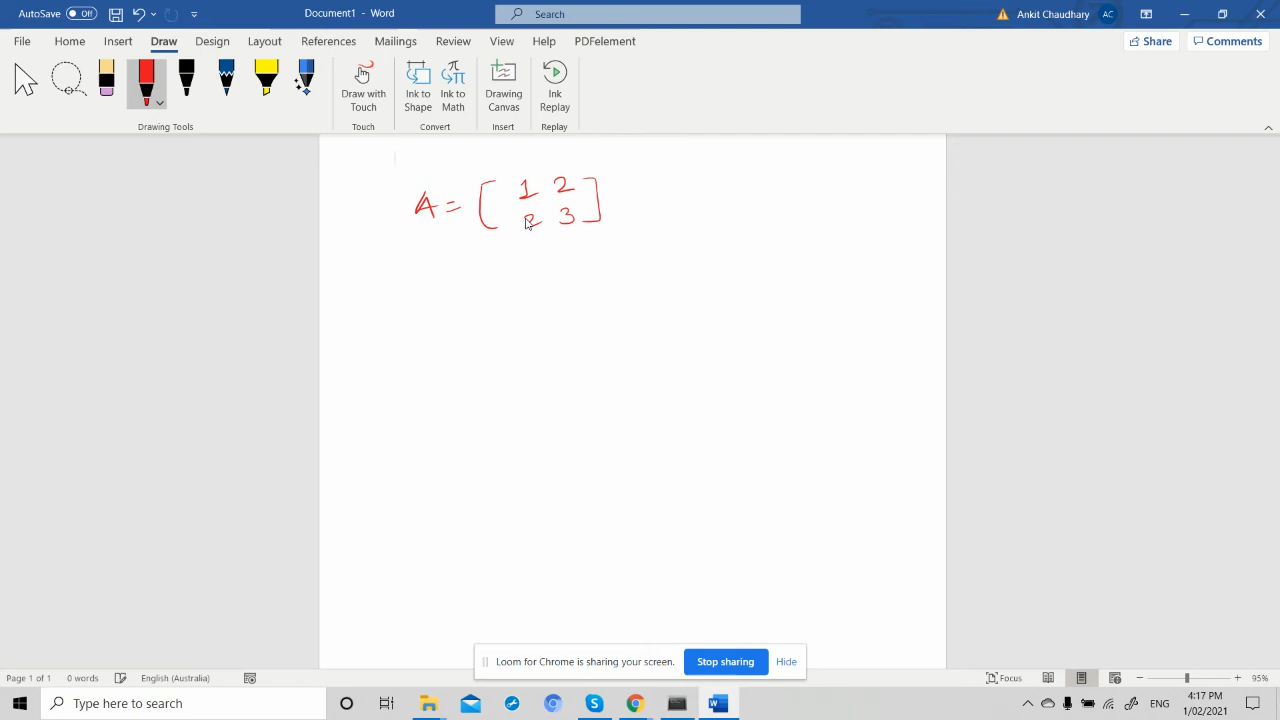 AutoSave Off Document1 - Word Search Ankit Chaudhary AC
File Home Insert Draw Design Layout References Mailings Review View Help PDFelement Share Comments
Draw with Touch Ink to Shape Ink to Math Drawing Canvas Ink Replay
Drawing Tools Touch Convert Insert Replay
A = [ 1 2
2 3 ]
Loom for Chrome is sharing your screen. Stop sharing Hide
Page 1 of 1 0 words English (Australia) Focus 95%
Type here to search ENG 4:17 PM
1/02/2021